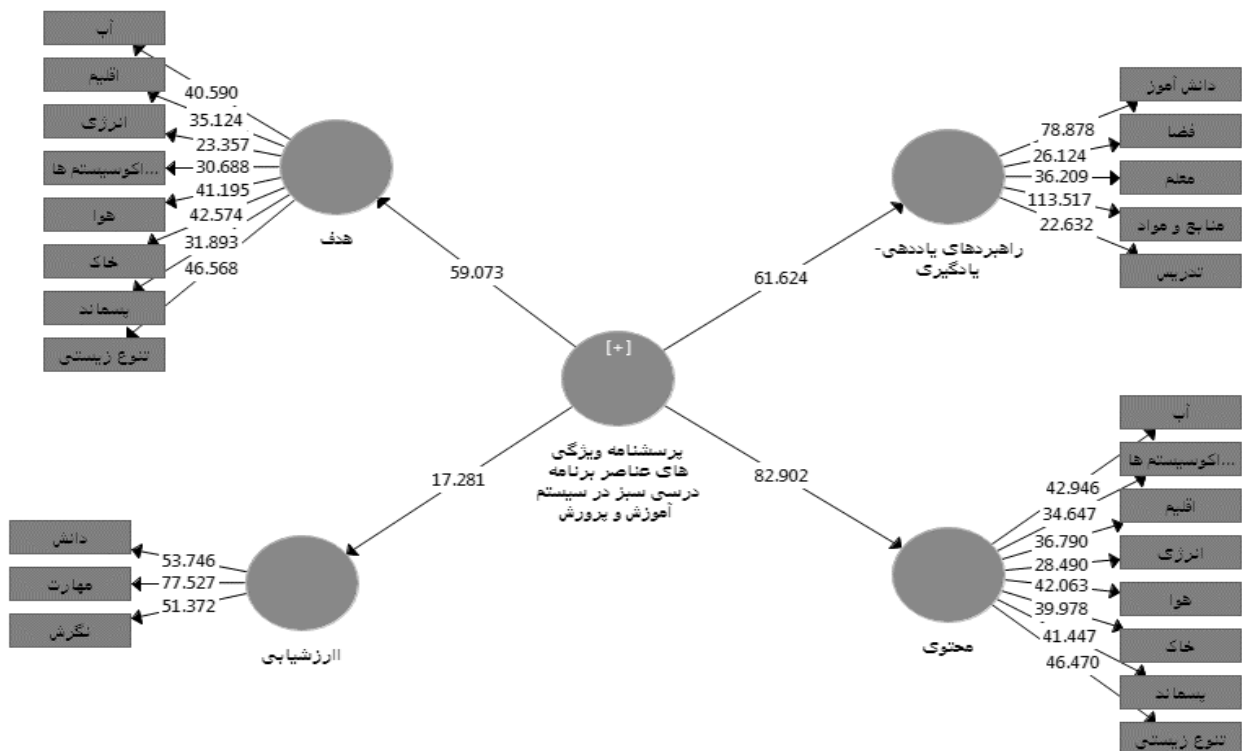 آب
اقلیم
انرژی
اکوسیستم ها...
هوا
خاک
پسماند
تنوع زیستی
40.590
35.124
23.357
30.688
41.195
42.574
31.893
46.568
هدف
59.073
دانش آموز
فضا
معلم
منابع و مواد
تدریس
78.878
26.124
36.209
113.517
22.632
راهبردهای یاددهی-
یادگیری
61.624
[+]
پرسشنامه ویژگی
های عناصر برنامه
درسی سبز در سیستم
آموزش و پرورش
17.281
82.902
دانش
مهارت
نگرش
53.746
77.527
51.372
اارزشیابی
آب
اکوسیستم ها...
اقلیم
انرژی
هوا
خاک
پسماند
تنوع زیستی
42.946
34.647
36.790
28.490
42.063
39.978
41.447
46.470
محتوی